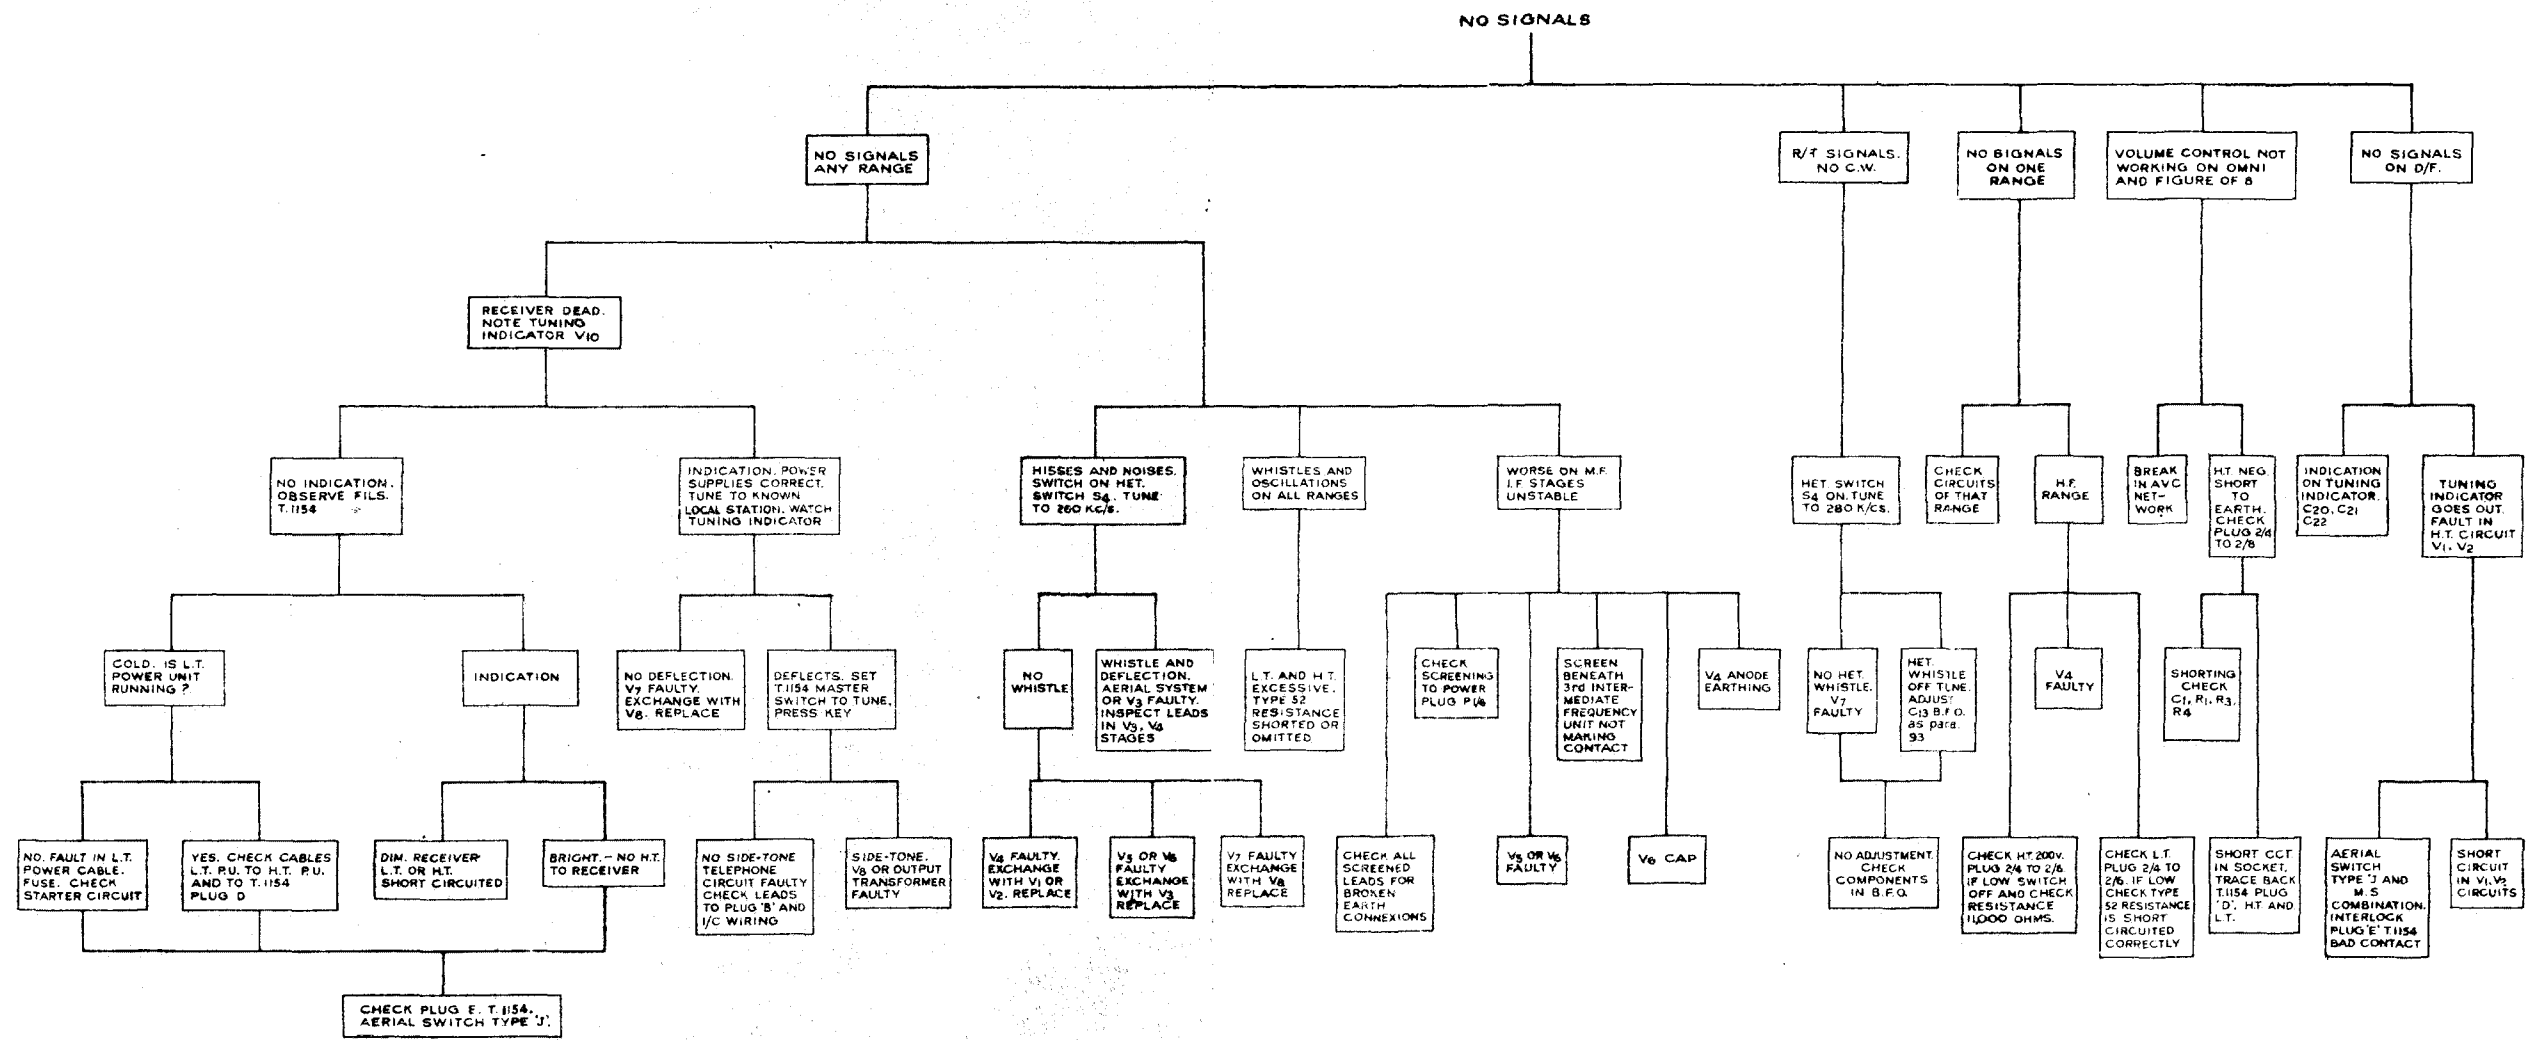 NO SIGNALS
NO SIGNALS
ANY RANGE
R/T SIGNALS.
NO C.W.
NO SIGNALS
ON ONE
RANGE
VOLUME CONTROL NOT
WORKING ON OMNI
AND FIGURE OF 8
NO SIGNALS
ON D/F.
RECEIVER DEAD.
NOTE TUNING
INDICATOR V10
NO INDICATION.
OBSERVE FILS.
T.1154
INDICATION. POWER
SUPPLIES CORRECT.
TUNE TO KNOWN
LOCAL STATION. WATCH
TUNING INDICATOR
HISSES AND NOISES.
SWITCH ON HET.
SWITCH S4. TUNE
TO 280 KC/S.
WHISTLES AND
OSCILLATIONS
ON ALL RANGES
WORSE ON M.F.
I.F. STAGES
UNSTABLE
HET. SWITCH
S4 ON. TUNE
TO 280 K/CS.
CHECK
CIRCUITS
OF THAT
RANGE
H.F.
RANGE
BREAK
IN AVC
NET-
WORK
H.T. NEG.
SHORT
TO
EARTH.
CHECK
PLUG 2/4
TO 2/8
INDICATION
ON TUNING
INDICATOR.
C20, C21
C22
TUNING
INDICATOR
GOES OUT.
FAULT IN
H.T. CIRCUIT
V1, V2
COLD. IS L.T.
POWER UNIT
RUNNING ?
INDICATION
NO DEFLECTION.
V7 FAULTY.
EXCHANGE WITH
V8. REPLACE
DEFLECTS. SET
T.1154 MASTER
SWITCH TO TUNE.
PRESS KEY
NO
WHISTLE
WHISTLE AND
DEFLECTION.
AERIAL SYSTEM
OR V3 FAULTY.
INSPECT LEADS
IN V3, V4
STAGES
L.T. AND H.T.
EXCESSIVE.
TYPE 52
RESISTANCE
SHORTED OR
OMITTED
CHECK
SCREENING
TO POWER
PLUG P1/6
SCREEN
BENEATH
3rd INTER-
MEDIATE
FREQUENCY
UNIT NOT
MAKING
CONTACT
V4 ANODE
EARTHING
NO HET.
WHISTLE.
V7
FAULTY
HET.
WHISTLE
OFF TUNE.
ADJUST
C13 B.F.O.
as para.
93
V4
FAULTY
SHORTING
CHECK
C1, R1, R3,
R4
NO. FAULT IN L.T.
POWER CABLE.
FUSE. CHECK
STARTER CIRCUIT
YES. CHECK CABLES
L.T. P.U. TO H.T. P.U.
AND TO T.1154
PLUG D
DIM. RECEIVER
L.T. OR H.T.
SHORT CIRCUITED
BRIGHT.- NO H.T.
TO RECEIVER
NO SIDE-TONE
TELEPHONE
CIRCUIT FAULTY
CHECK LEADS
TO PLUG 'B' AND
I/C WIRING
SIDE-TONE.
V8 OR OUTPUT
TRANSFORMER
FAULTY
V4 FAULTY.
EXCHANGE
WITH V1 OR
V2. REPLACE
V5 OR V6
FAULTY
EXCHANGE
WITH V3
REPLACE
V7 FAULTY
EXCHANGE
WITH V8
REPLACE
CHECK ALL
SCREENED
LEADS FOR
BROKEN
EARTH
CONNEXIONS
V5 OR V6
FAULTY
V6 CAP
NO ADJUSTMENT.
CHECK
COMPONENTS
IN B.F.O.
CHECK H.T. 200V.
PLUG 2/4 TO 2/6.
IF LOW SWITCH
OFF AND CHECK
RESISTANCE
11,000 OHMS.
CHECK L.T.
PLUG 2/4 TO
2/6. IF LOW
CHECK TYPE
52 RESISTANCE
IS SHORT
CIRCUITED
CORRECTLY
SHORT CCT.
IN SOCKET.
TRACE BACK
T.1154 PLUG
'D'. H.T. AND
L.T.
AERIAL
SWITCH
TYPE 'J' AND
M.S
COMBINATION.
INTERLOCK
PLUG 'E' T.1154
BAD CONTACT
SHORT
CIRCUIT
IN V1, V2
CIRCUITS
CHECK PLUG E. T.1154.
AERIAL SWITCH TYPE 'J'.